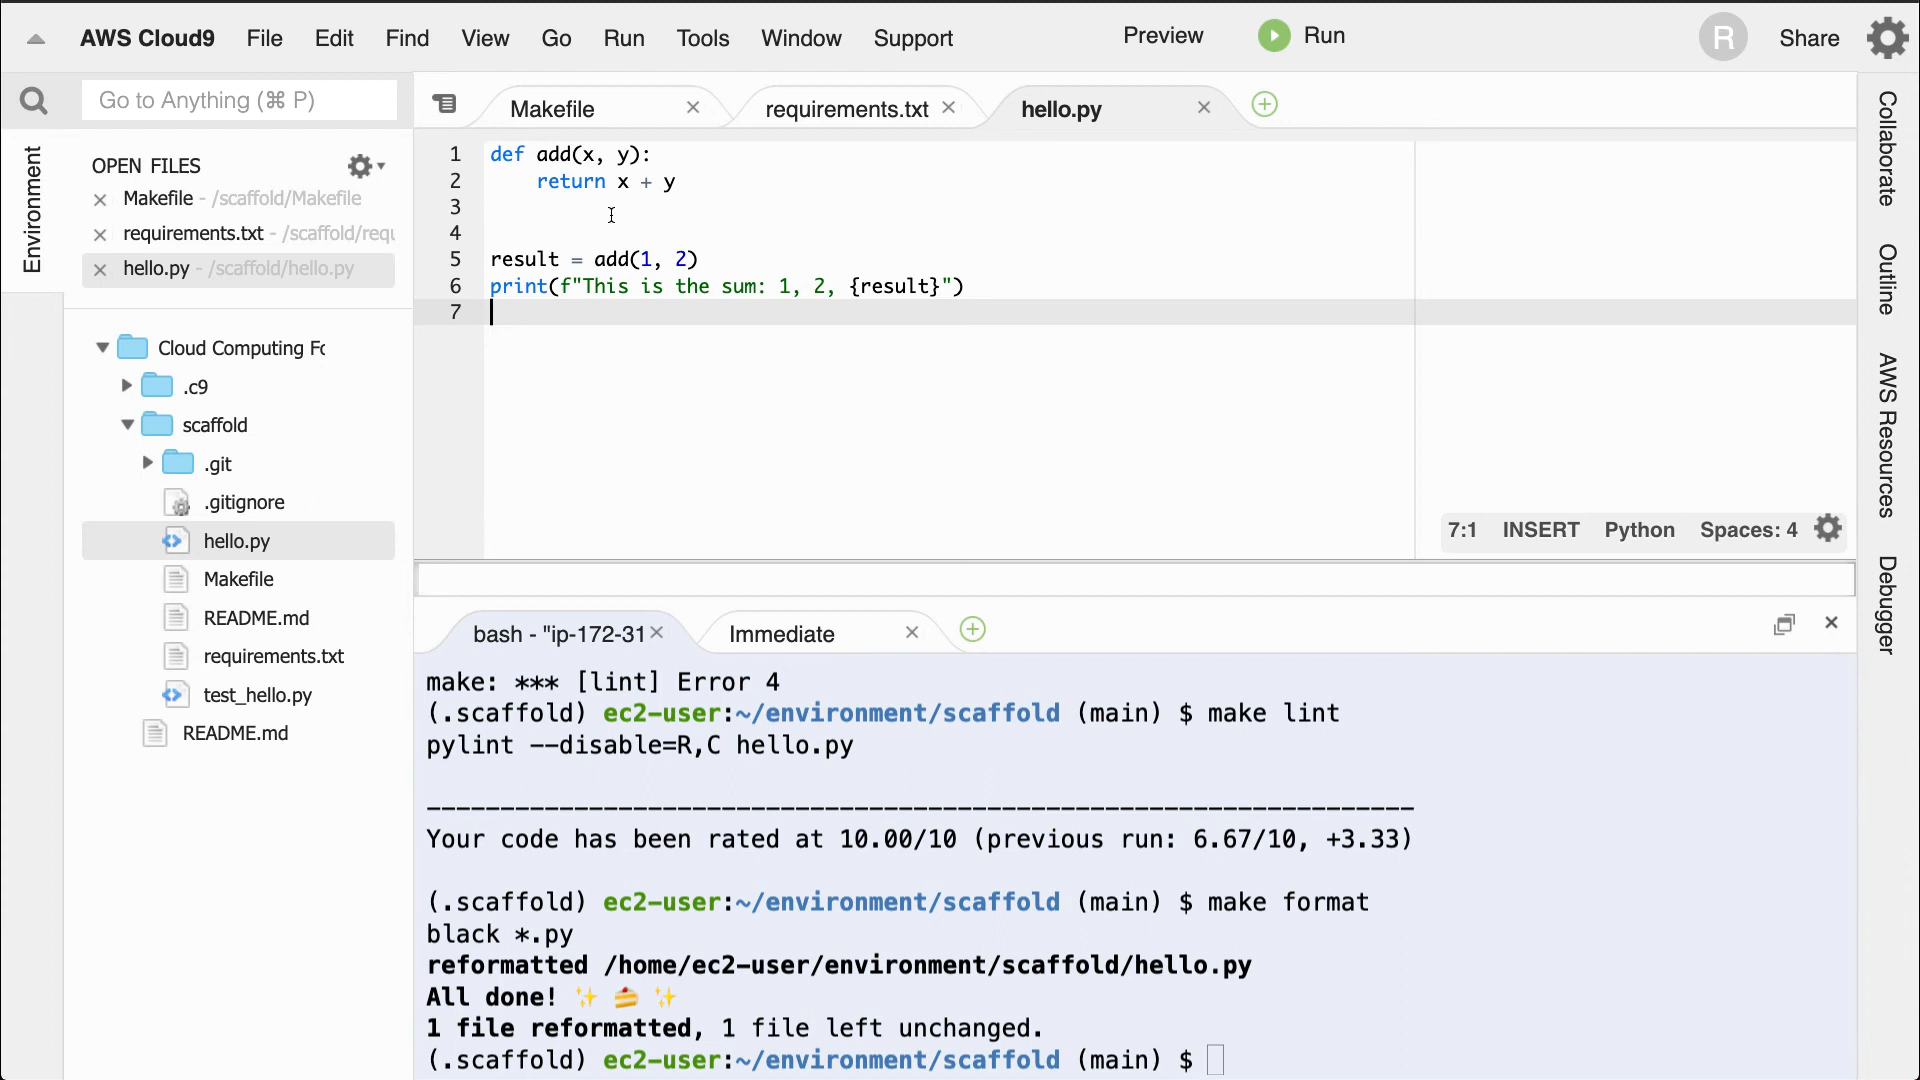 AWS Cloud9 File Edit Find View Go Run Tools Window Support Preview Run R Share
Go to Anything (⌘ P)
Makefile requirements.txt hello.py
Environment
OPEN FILES
Makefile - /scaffold/Makefile
requirements.txt - /scaffold/requ
hello.py - /scaffold/hello.py
Cloud Computing Fo
.c9
scaffold
.git
.gitignore
hello.py
Makefile
README.md
requirements.txt
test_hello.py
README.md
1 def add(x, y):
2 return x + y
3
4
5 result = add(1, 2)
6 print(f"This is the sum: 1, 2, {result}")
7
7:1 INSERT Python Spaces: 4
Collaborate
Outline
AWS Resources
Debugger
bash - "ip-172-31 Immediate
make: *** [lint] Error 4
(.scaffold) ec2-user:~/environment/scaffold (main) $ make lint
pylint --disable=R,C hello.py
--------------------------------------------------------------------
Your code has been rated at 10.00/10 (previous run: 6.67/10, +3.33)
(.scaffold) ec2-user:~/environment/scaffold (main) $ make format
black *.py
reformatted /home/ec2-user/environment/scaffold/hello.py
All done! ✨ 🍰 ✨
1 file reformatted, 1 file left unchanged.
(.scaffold) ec2-user:~/environment/scaffold (main) $